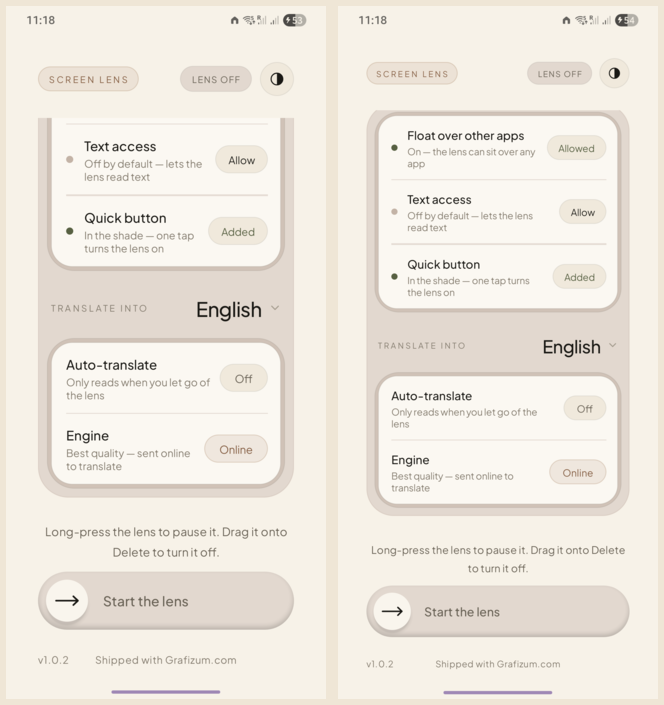 11:18
53
SCREEN LENS
LENS OFF
Text access
Off by default — lets the
lens read text
Allow
Quick button
In the shade — one tap
turns the lens on
Added
TRANSLATE INTO
English
Auto-translate
Only reads when you let go of
the lens
Off
Engine
Best quality — sent online
to translate
Online
Long-press the lens to pause it. Drag it onto
Delete to turn it off.
Start the lens
v1.0.2 Shipped with Grafizum.com
11:18
54
SCREEN LENS
LENS OFF
Float over other apps
On — the lens can sit over any
app
Allowed
Text access
Off by default — lets the lens
read text
Allow
Quick button
In the shade — one tap turns
the lens on
Added
TRANSLATE INTO
English
Auto-translate
Only reads when you let go of the
lens
Off
Engine
Best quality — sent online to
translate
Online
Long-press the lens to pause it. Drag it onto Delete
to turn it off.
Start the lens
v1.0.2 Shipped with Grafizum.com